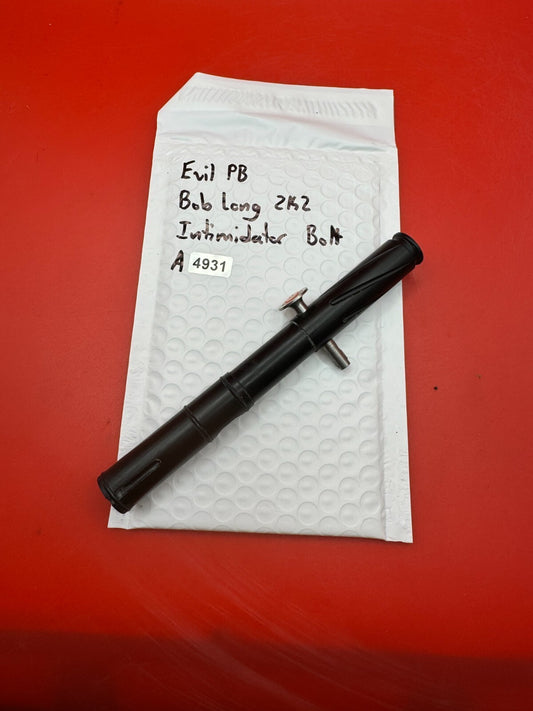 Evil PB
Bob Long 2K2
Intimidator Bolt
A 4931